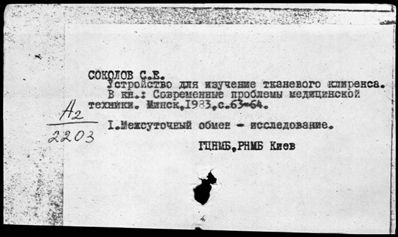 СОКОЛОВ С.Е.
Устройство для изучение тканевого клиренса.
В кн.: Современные проблемы медицинской
техники. Минск,1983,с.63-64.
А2
2203
I.Межсуточный обмен - исследование.
ГЦНМБ,РНМБ Киев